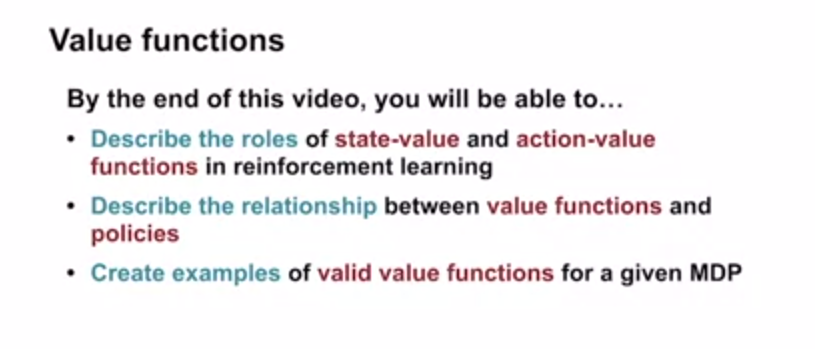 Value functions
By the end of this video, you will be able to...
• Describe the roles of state-value and action-value
functions in reinforcement learning
• Describe the relationship between value functions and
policies
• Create examples of valid value functions for a given MDP